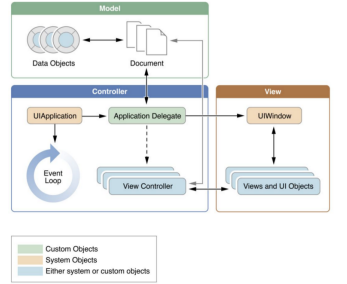 Model
Data Objects
Document
Controller
View
UIApplication
Application Delegate
UIWindow
Event
Loop
View Controller
Views and UI Objects
Custom Objects
System Objects
Either system or custom objects